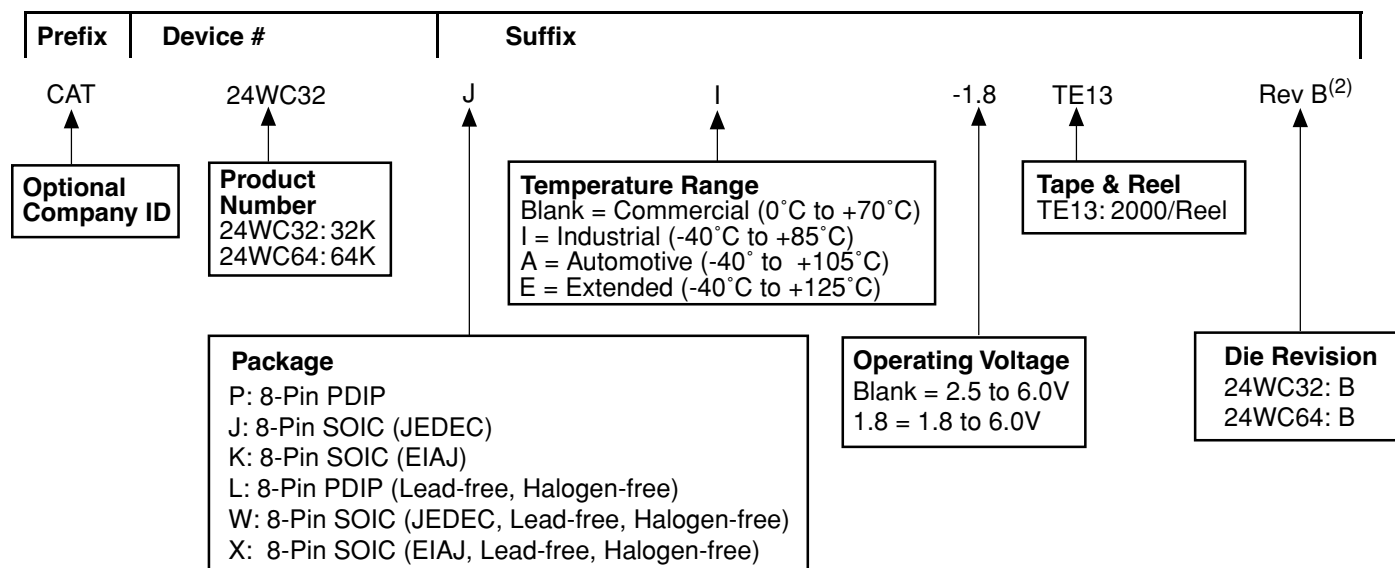 Prefix Device # Suffix
CAT 24WC32 J I -1.8 TE13 Rev B(2)
Optional
Company ID
Product
Number
24WC32: 32K
24WC64: 64K
Temperature Range
Blank = Commercial (0˚C to +70˚C)
I = Industrial (-40˚C to +85˚C)
A = Automotive (-40˚ to +105˚C)
E = Extended (-40˚C to +125˚C)
Tape & Reel
TE13: 2000/Reel
Package
P: 8-Pin PDIP
J: 8-Pin SOIC (JEDEC)
K: 8-Pin SOIC (EIAJ)
L: 8-Pin PDIP (Lead-free, Halogen-free)
W: 8-Pin SOIC (JEDEC, Lead-free, Halogen-free)
X: 8-Pin SOIC (EIAJ, Lead-free, Halogen-free)
Operating Voltage
Blank = 2.5 to 6.0V
1.8 = 1.8 to 6.0V
Die Revision
24WC32: B
24WC64: B